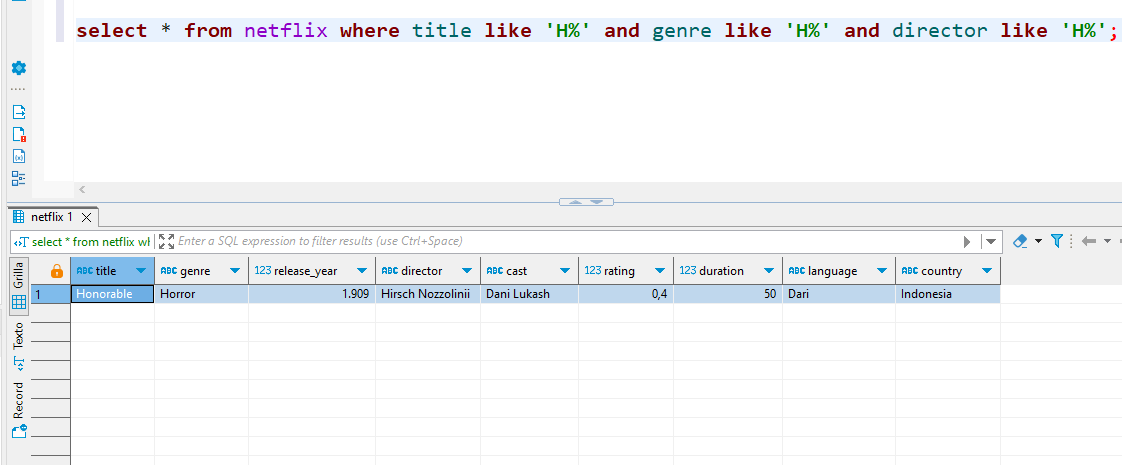 select * from netflix where title like 'H%' and genre like 'H%' and director like 'H%';
netflix 1
select * from netflix wh
Enter a SQL expression to filter results (use Ctrl+Space)
Grilla
Texto
Record
ABC title ABC genre 123 release_year ABC director ABC cast 123 rating 123 duration ABC language ABC country
1 Honorable Horror 1.909 Hirsch Nozzolinii Dani Lukash 0,4 50 Dari Indonesia